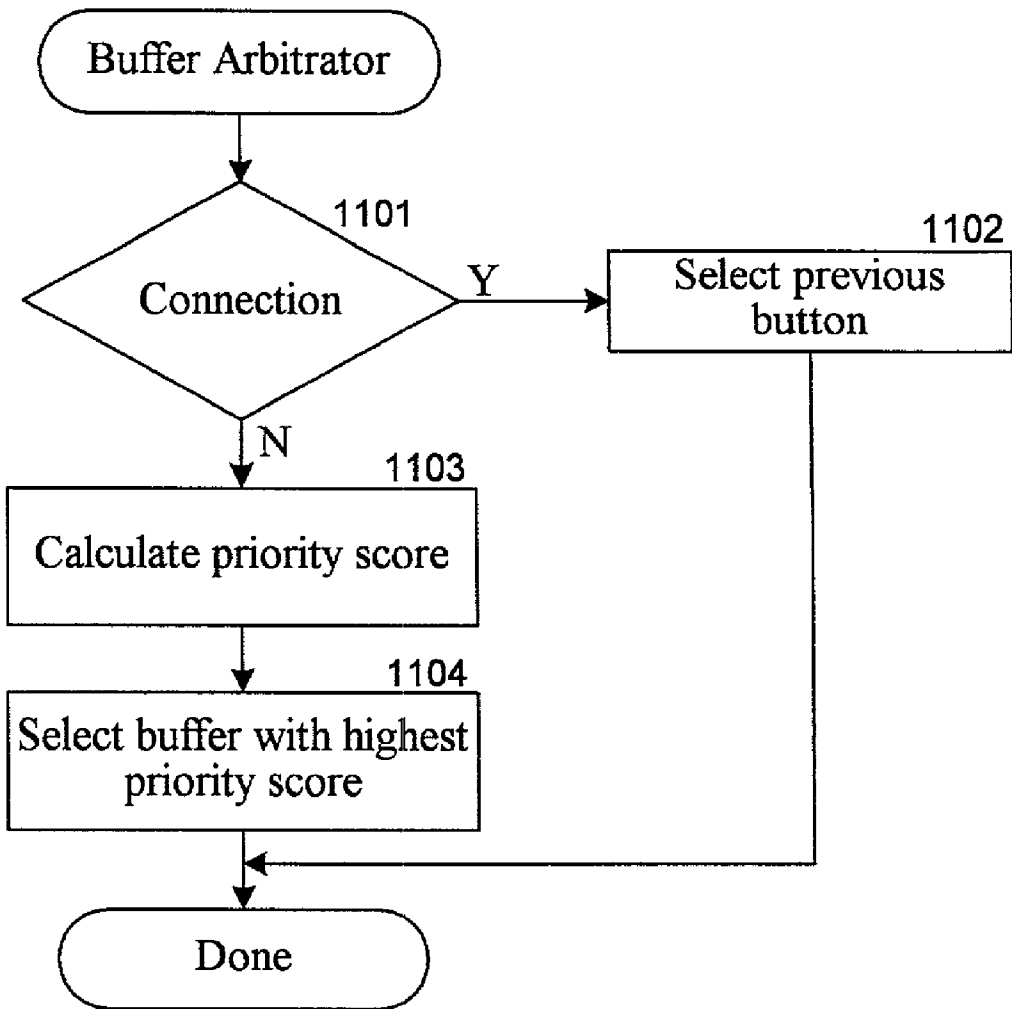 Buffer Arbitrator
1101
Connection
Y
1102
Select previous
button
N
1103
Calculate priority score
1104
Select buffer with highest
priority score
Done